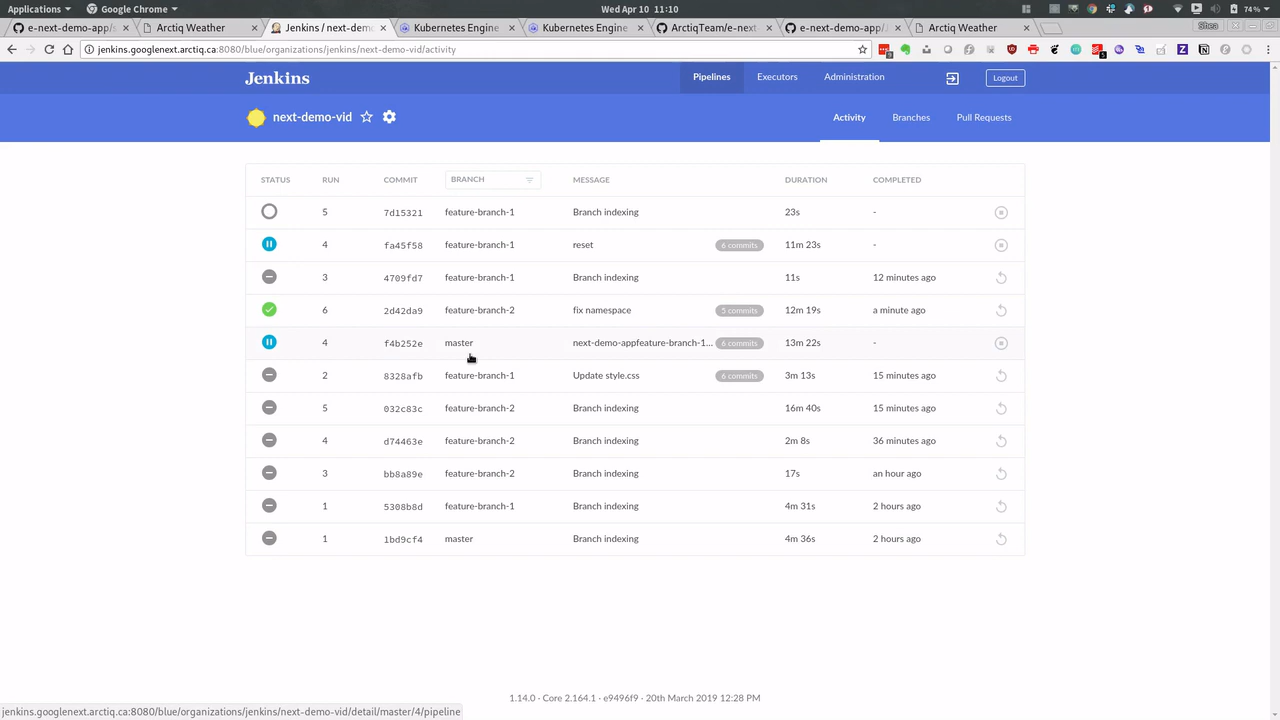 Applications Google Chrome Wed Apr 10 11:10 74%
e-next-demo-app/s Arctiq Weather Jenkins / next-demo Kubernetes Engine Kubernetes Engine ArctiqTeam/e-next e-next-demo-app/ Arctiq Weather Shea
jenkins.googlenext.arctiq.ca:8080/blue/organizations/jenkins/next-demo-vid/activity
Jenkins Pipelines Executors Administration Logout
next-demo-vid Activity Branches Pull Requests
STATUS RUN COMMIT BRANCH MESSAGE DURATION COMPLETED
5 7d15321 feature-branch-1 Branch indexing 23s -
4 fa45f58 feature-branch-1 reset 6 commits 11m 23s -
3 4709fd7 feature-branch-1 Branch indexing 11s 12 minutes ago
6 2d42da9 feature-branch-2 fix namespace 5 commits 12m 19s a minute ago
4 f4b252e master next-demo-appfeature-branch-1... 6 commits 13m 22s -
2 8328afb feature-branch-1 Update style.css 6 commits 3m 13s 15 minutes ago
5 032c83c feature-branch-2 Branch indexing 16m 40s 15 minutes ago
4 d74463e feature-branch-2 Branch indexing 2m 8s 36 minutes ago
3 bb8a89e feature-branch-2 Branch indexing 17s an hour ago
1 5308b8d feature-branch-1 Branch indexing 4m 31s 2 hours ago
1 1bd9cf4 master Branch indexing 4m 36s 2 hours ago
1.14.0 · Core 2.164.1 · e9496f9 · 20th March 2019 12:28 PM
jenkins.googlenext.arctiq.ca:8080/blue/organizations/jenkins/next-demo-vid/detail/master/4/pipeline